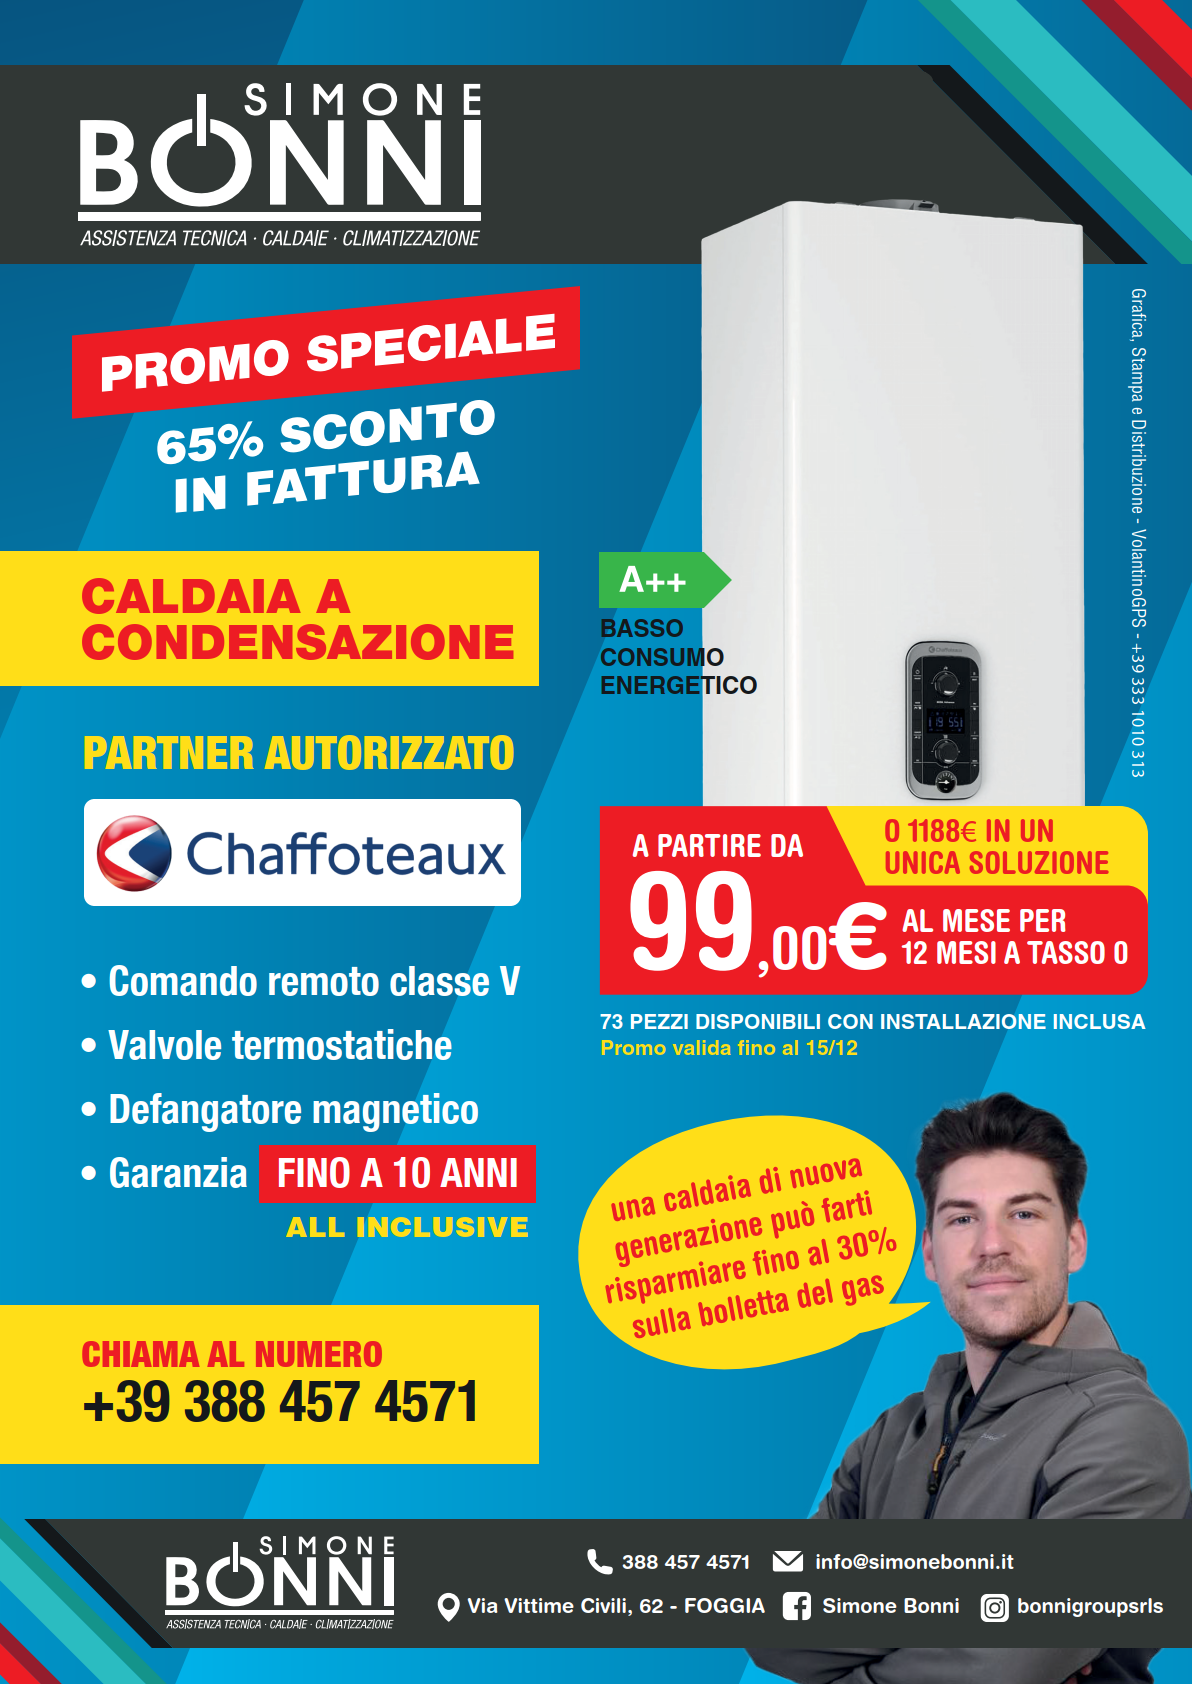 SIMONE
BONNI
ASSISTENZA TECNICA · CALDAIE · CLIMATIZZAZIONE
PROMO SPECIALE
65% SCONTO
IN FATTURA
CALDAIA A
CONDENSAZIONE
A++
BASSO
CONSUMO
ENERGETICO
Grafica, Stampa e Distribuzione - VolantinoGPS - +39 333 1010 313
Chaffoteaux
PARTNER AUTORIZZATO
Chaffoteaux
A PARTIRE DA
99,00€
O 1188€ IN UN
UNICA SOLUZIONE
AL MESE PER
12 MESI A TASSO 0
73 PEZZI DISPONIBILI CON INSTALLAZIONE INCLUSA
Promo valida fino al 15/12
• Comando remoto classe V
• Valvole termostatiche
• Defangatore magnetico
• Garanzia FINO A 10 ANNI
ALL INCLUSIVE
una caldaia di nuova
generazione può farti
risparmiare fino al 30%
sulla bolletta del gas
CHIAMA AL NUMERO
+39 388 457 4571
SIMONE
BONNI
ASSISTENZA TECNICA · CALDAIE · CLIMATIZZAZIONE
388 457 4571 info@simonebonni.it
Via Vittime Civili, 62 - FOGGIA Simone Bonni bonnigroupsrls